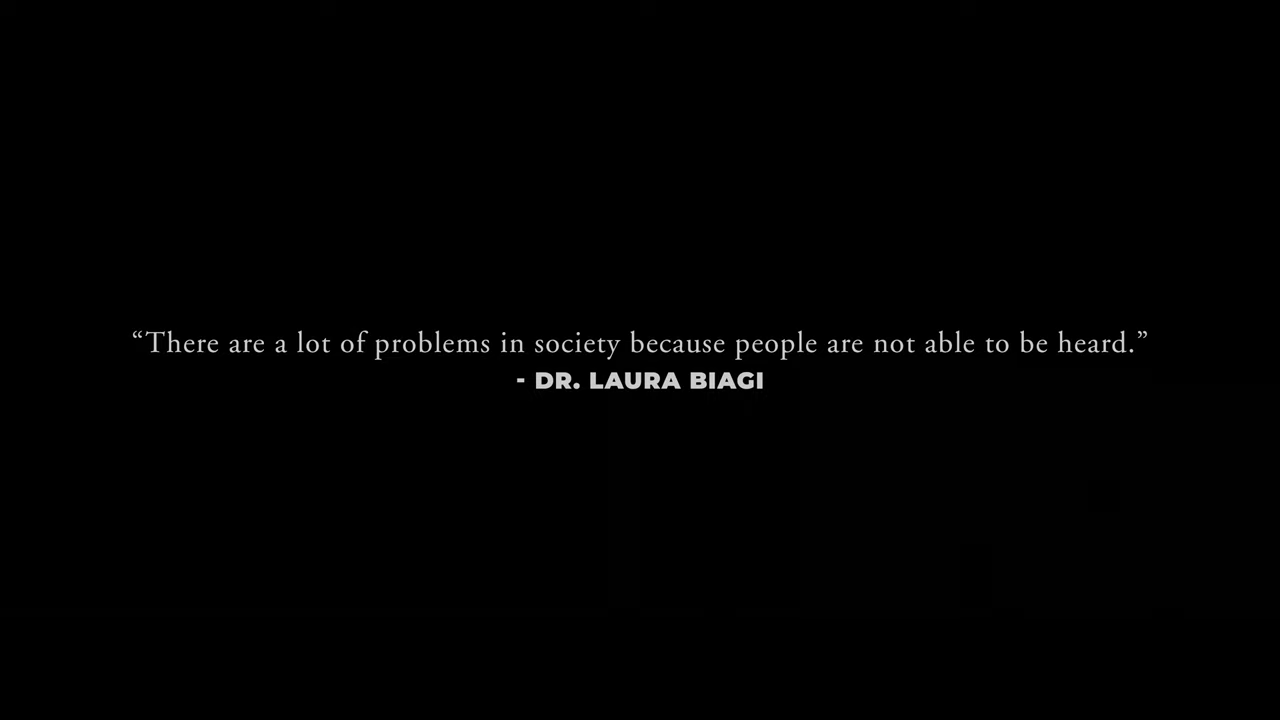 “There are a lot of problems in society because people are not able to be heard.”
- DR. LAURA BIAGI